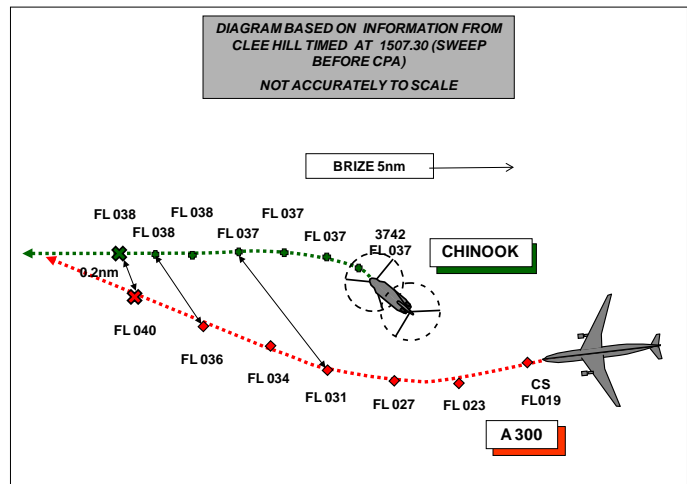 DIAGRAM BASED ON INFORMATION FROM
CLEE HILL TIMED AT 1507.30 (SWEEP
BEFORE CPA)
NOT ACCURATELY TO SCALE
BRIZE 5nm
FL 038
FL 038
FL 038
FL 037
FL 037
FL 037
3742
FL 037
CHINOOK
0.2nm
FL 040
FL 036
FL 034
FL 031
FL 027
FL 023
CS
FL019
A 300